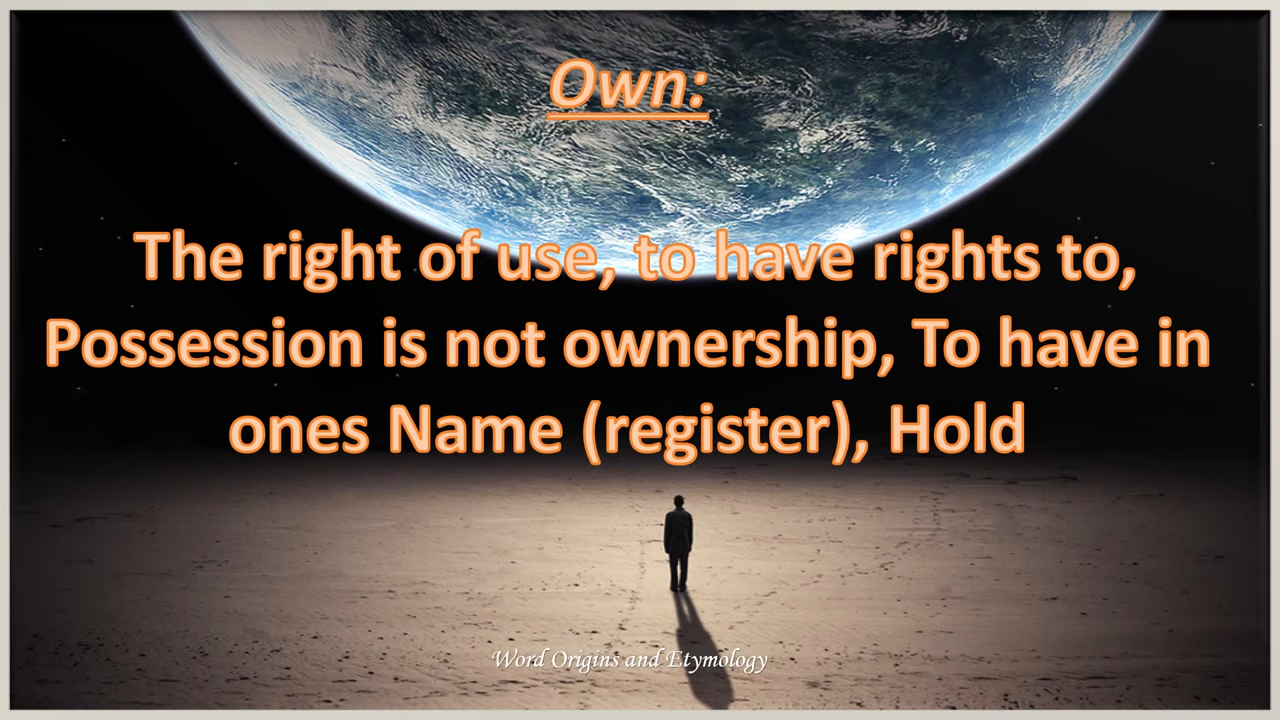 Own:
The right of use, to have rights to,
Possession is not ownership, To have in
ones Name (register), Hold
Word Origins and Etymology